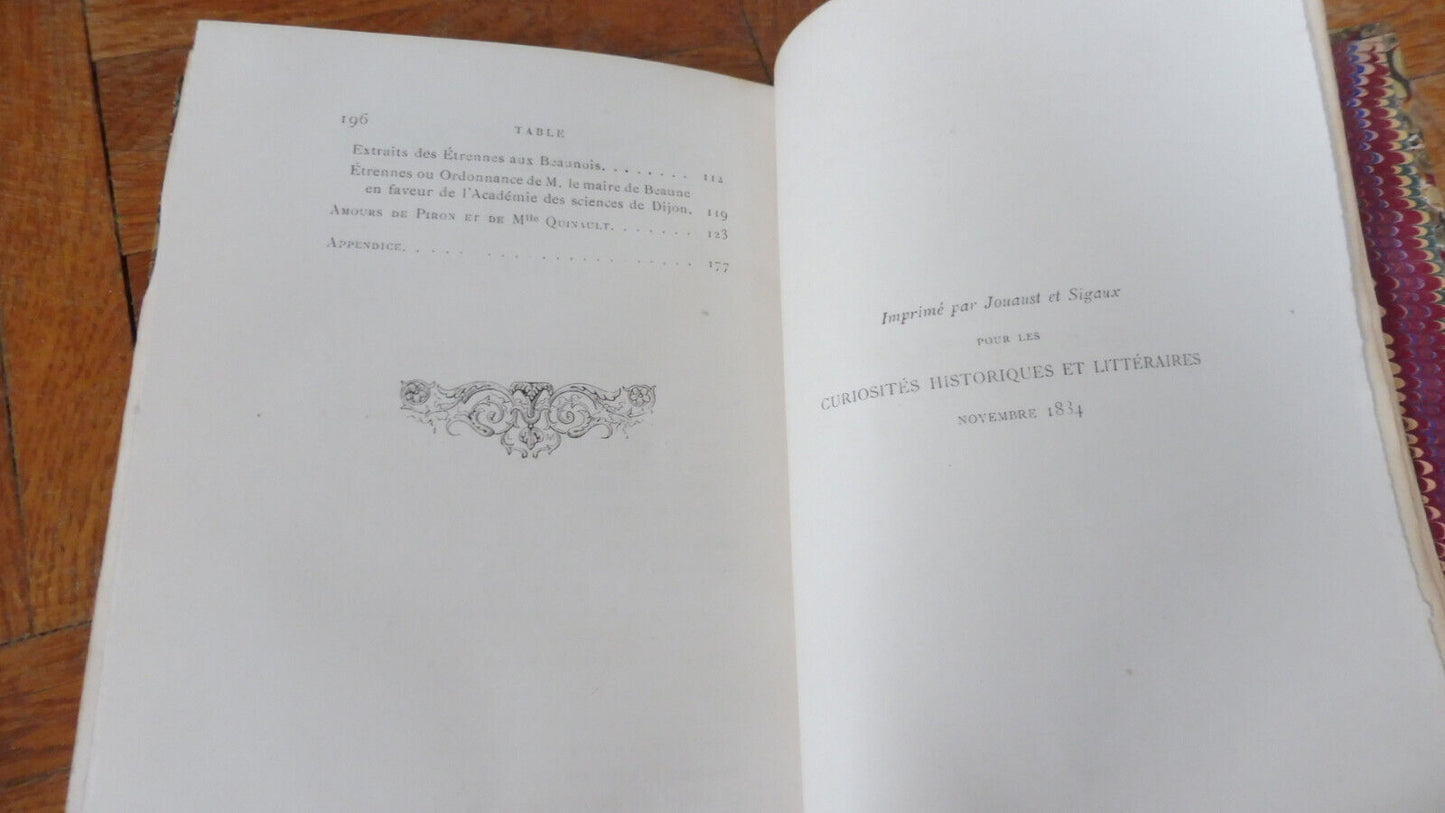 196
TABLE
Extraits des Étrennes aux Beaunois. . . . . . . 112
Étrennes ou Ordonnance de M. le maire de Beaune
en faveur de l'Académie des sciences de Dijon. 119
AMOURS DE PIRON ET DE Mlle QUINAULT. . . . . . . 123
APPENDICE. . . . . . . . . . . . . . . 177
Imprimé par Jouaust et Sigaux
POUR LES
CURIOSITÉS HISTORIQUES ET LITTÉRAIRES
NOVEMBRE 1834